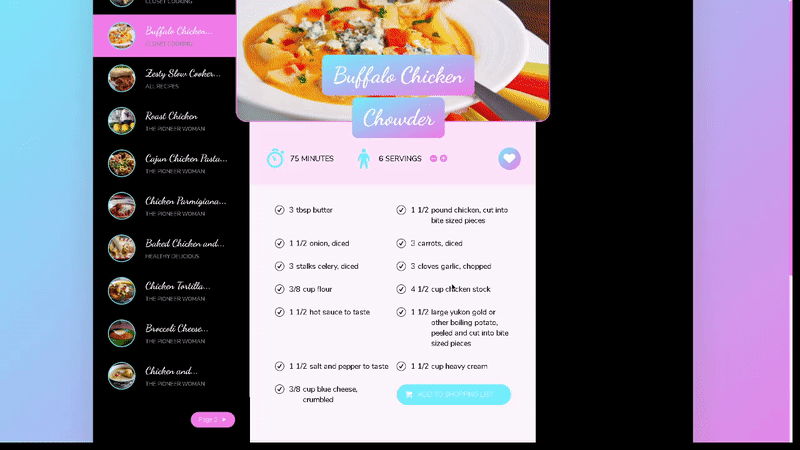 CLOSET COOKING
Buffalo Chicken...
CLOSET COOKING
Zesty Slow Cooker...
ALL RECIPES
Roast Chicken
THE PIONEER WOMAN
Cajun Chicken Pasta...
THE PIONEER WOMAN
Chicken Parmigiana...
THE PIONEER WOMAN
Baked Chicken and...
HEALTHY DELICIOUS
Chicken Tortilla...
THE PIONEER WOMAN
Broccoli Cheese...
THE PIONEER WOMAN
Chicken and...
THE PIONEER WOMAN
Page 2
Buffalo Chicken
Chowder
75 MINUTES
6 SERVINGS
3 tbsp butter
1 1/2 pound chicken, cut into
bite sized pieces
1 1/2 onion, diced
3 carrots, diced
3 stalks celery, diced
3 cloves garlic, chopped
3/8 cup flour
4 1/2 cup chicken stock
1 1/2 hot sauce to taste
1 1/2 large yukon gold or
other boiling potato,
peeled and cut into bite
sized pieces
1 1/2 salt and pepper to taste
1 1/2 cup heavy cream
3/8 cup blue cheese,
crumbled
ADD TO SHOPPING LIST